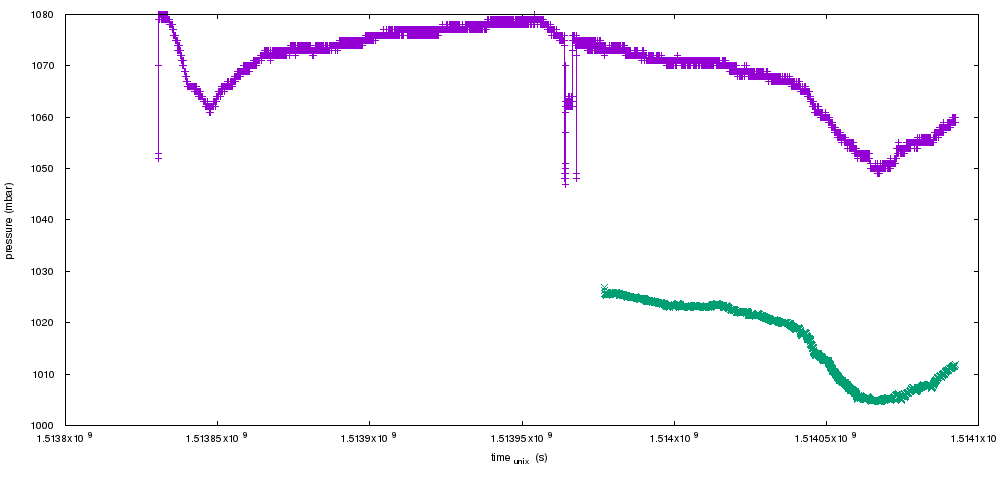 1080
1070
1060
1050
1040
1030
1020
1010
1000
pressure (mbar)
1.5138x10 9
1.51385x10 9
1.5139x10 9
1.51395x10 9
1.514x10 9
1.51405x10 9
1.5141x10
time unix (s)